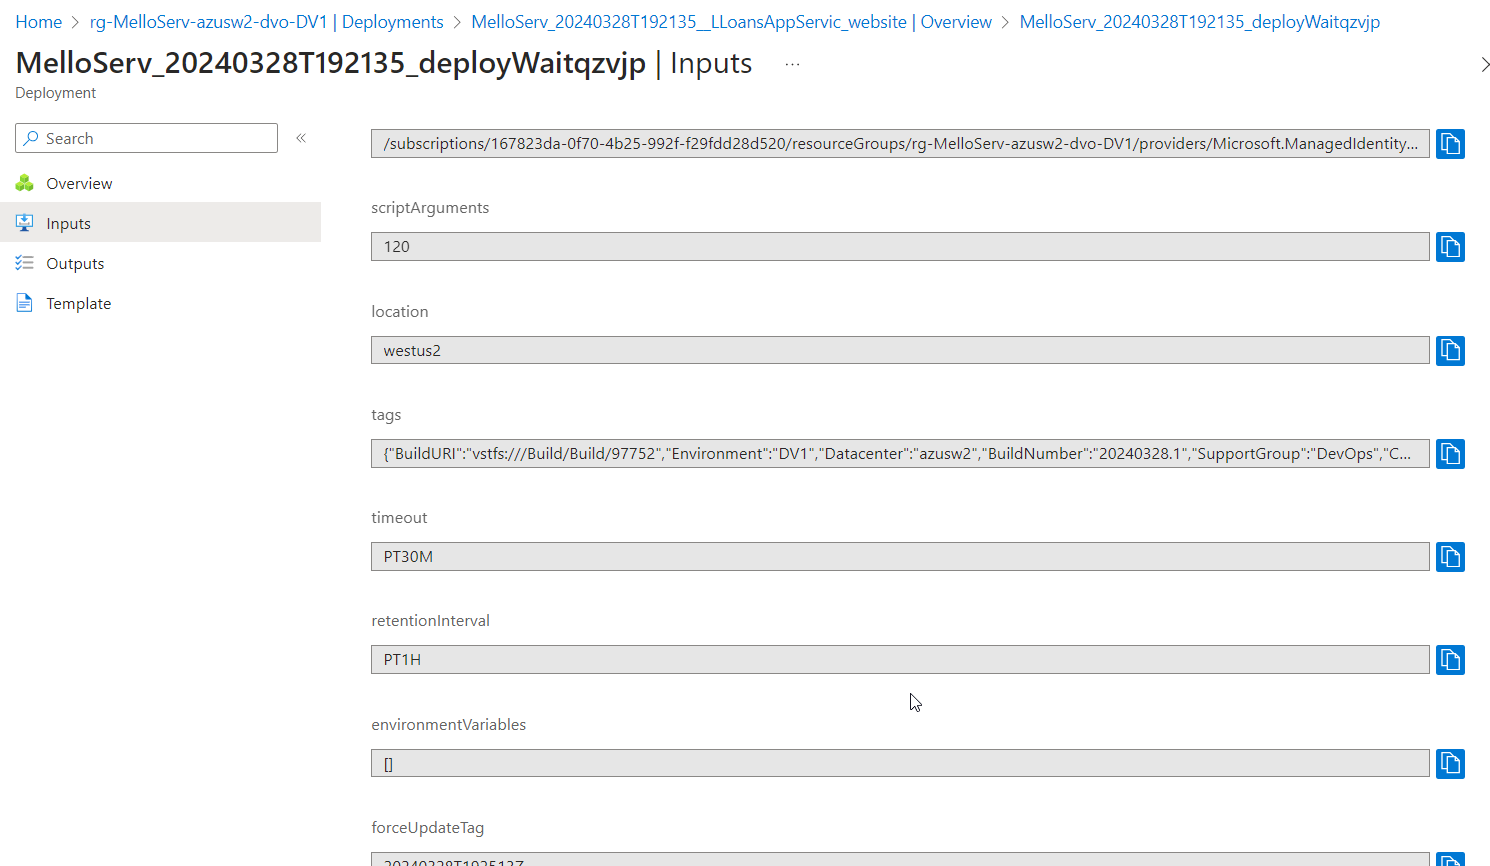 Home > rg-MelloServ-azusw2-dvo-DV1 | Deployments > MelloServ_20240328T192135__LLoansAppServic_website | Overview > MelloServ_20240328T192135_deployWaitqzvjp
MelloServ_20240328T192135_deployWaitqzvjp | Inputs ...
Deployment
Search
Overview
Inputs
Outputs
Template
/subscriptions/167823da-0f70-4b25-992f-f29fdd28d520/resourceGroups/rg-MelloServ-azusw2-dvo-DV1/providers/Microsoft.ManagedIdentity...
scriptArguments
120
location
westus2
tags
{"BuildURI":"vstfs:///Build/Build/97752","Environment":"DV1","Datacenter":"azusw2","BuildNumber":"20240328.1","SupportGroup":"DevOps","C...
timeout
PT30M
retentionInterval
PT1H
environmentVariables
[]
forceUpdateTag
20240328T192513Z